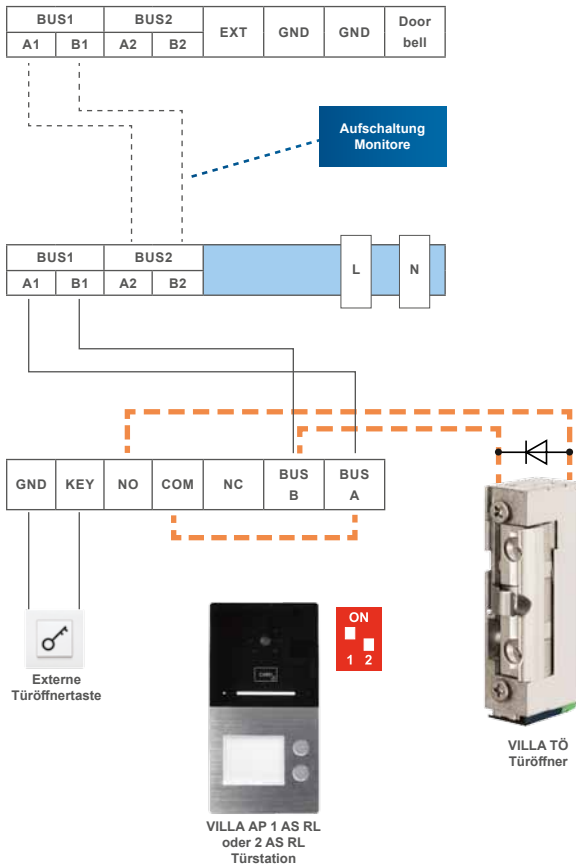 BUS1 BUS2 EXT GND GND Door
bell
A1 B1 A2 B2
Aufschaltung
Monitore
BUS1 BUS2 L N
A1 B1 A2 B2
GND KEY NO COM NC BUS
B BUS
A
ON
1 2
Externe
Türöffnertaste
VILLA TÖ
Türöffner
VILLA AP 1 AS RL
oder 2 AS RL
Türstation